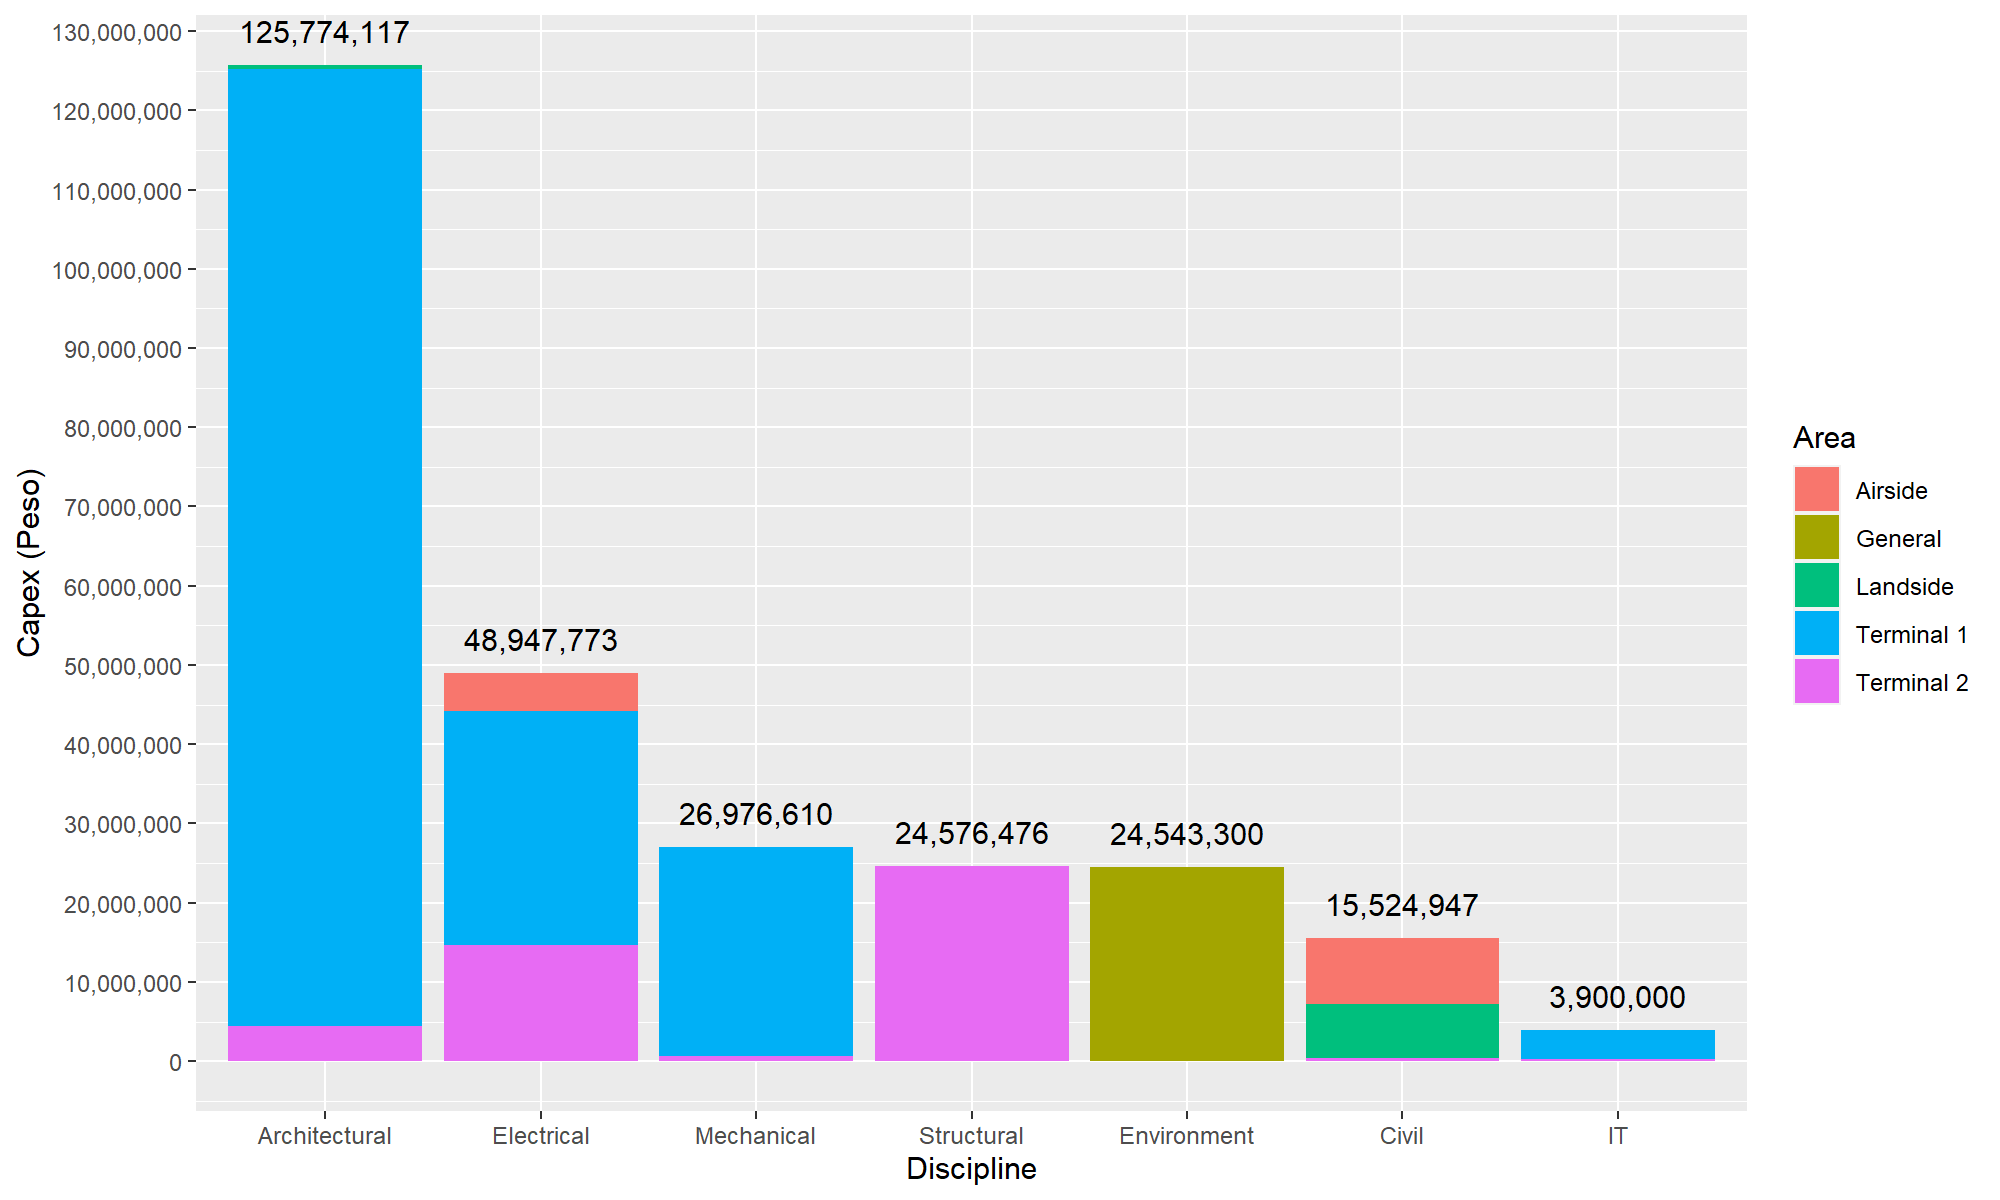 125,774,117
48,947,773
26,976,610
24,576,476
24,543,300
15,524,947
3,900,000
130,000,000
120,000,000
110,000,000
100,000,000
90,000,000
80,000,000
70,000,000
60,000,000
50,000,000
40,000,000
30,000,000
20,000,000
10,000,000
0
Capex (Peso)
Architectural Electrical Mechanical Structural Environment Civil IT
Discipline
Area
Airside
General
Landside
Terminal 1
Terminal 2